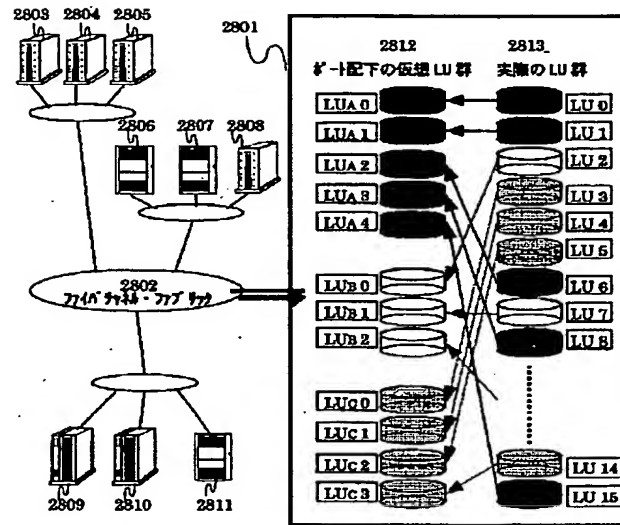 2803 2804 2805
2801
2806 2807 2808
2802
ファイバチャネル・ファブリック
2809 2810 2811
2812
ポート配下の仮想LU群
2813
実際のLU群
LUA 0
LUA 1
LUA 2
LUA 3
LUA 4
LUB 0
LUB 1
LUB 2
LUC 0
LUC 1
LUC 2
LUC 3
LU 0
LU 1
LU 2
LU 3
LU 4
LU 5
LU 6
LU 7
LU 8
LU 14
LU 15